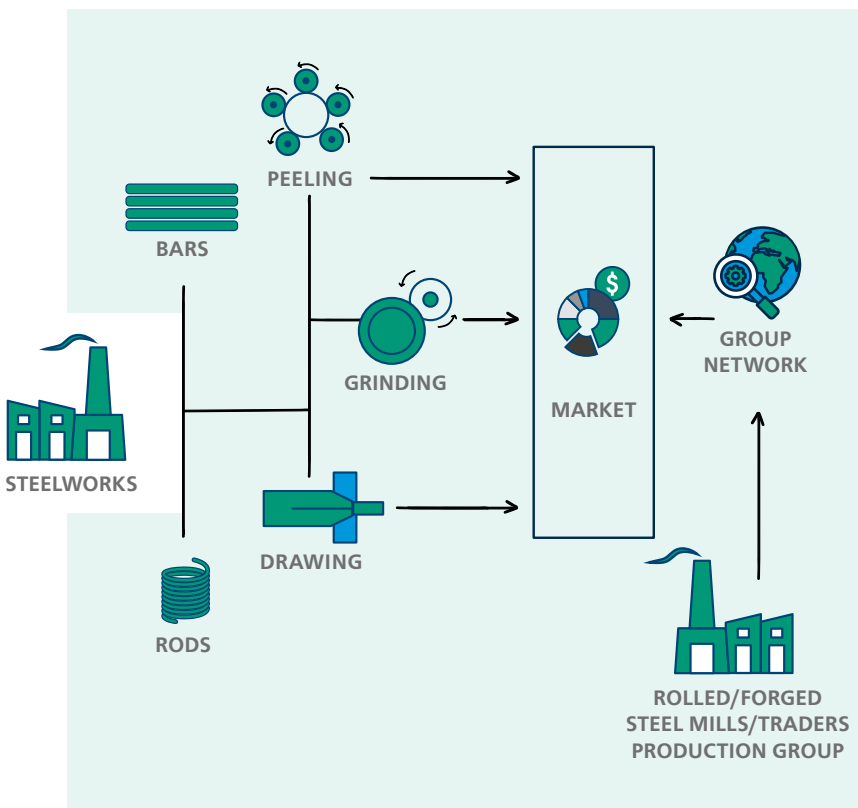 PEELING
BARS
GRINDING
STEELWORKS
DRAWING
RODS
$
MARKET
GROUP
NETWORK
ROLLED/FORGED
STEEL MILLS/TRADERS
PRODUCTION GROUP